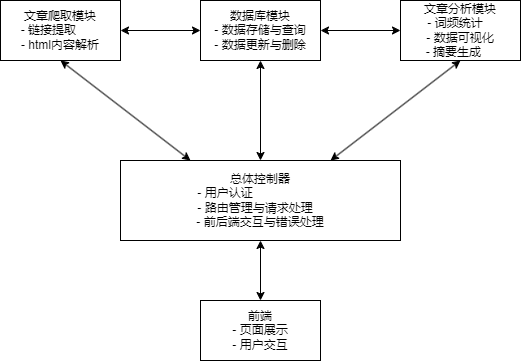 文章爬取模块
- 链接提取
- html内容解析
数据库模块
- 数据存储与查询
- 数据更新与删除
文章分析模块
- 词频统计
- 数据可视化
- 摘要生成
总体控制器
- 用户认证
- 路由管理与请求处理
- 前后端交互与错误处理
前端
- 页面展示
- 用户交互